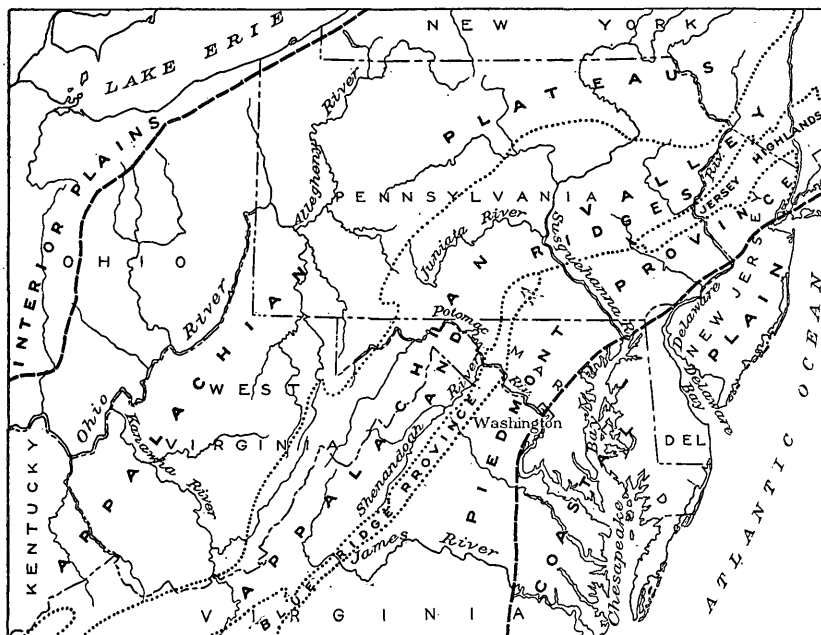 NEW YORK
LAKE ERIE
INTERIOR PLAINS
APPALACHIAN PLATEAUS
Allegheny River
PENNSYLVANIA
OHIO
Juniata River
Susquehanna R.
River
JERSEY HIGHLANDS
APPALACHIAN VALLEY
AND RIDGES
PIEDMONT PROVINCE
Ohio River
WEST
VIRGINIA
Potomac
River
Delaware
NEW JERSEY
COASTAL PLAIN
Delaware Bay
DEL
Washington
KENTUCKY
Kanawha River
Shenandoah River
BLUE RIDGE PROVINCE
James River
Chesapeake Bay
ATLANTIC OCEAN
VIRGINIA